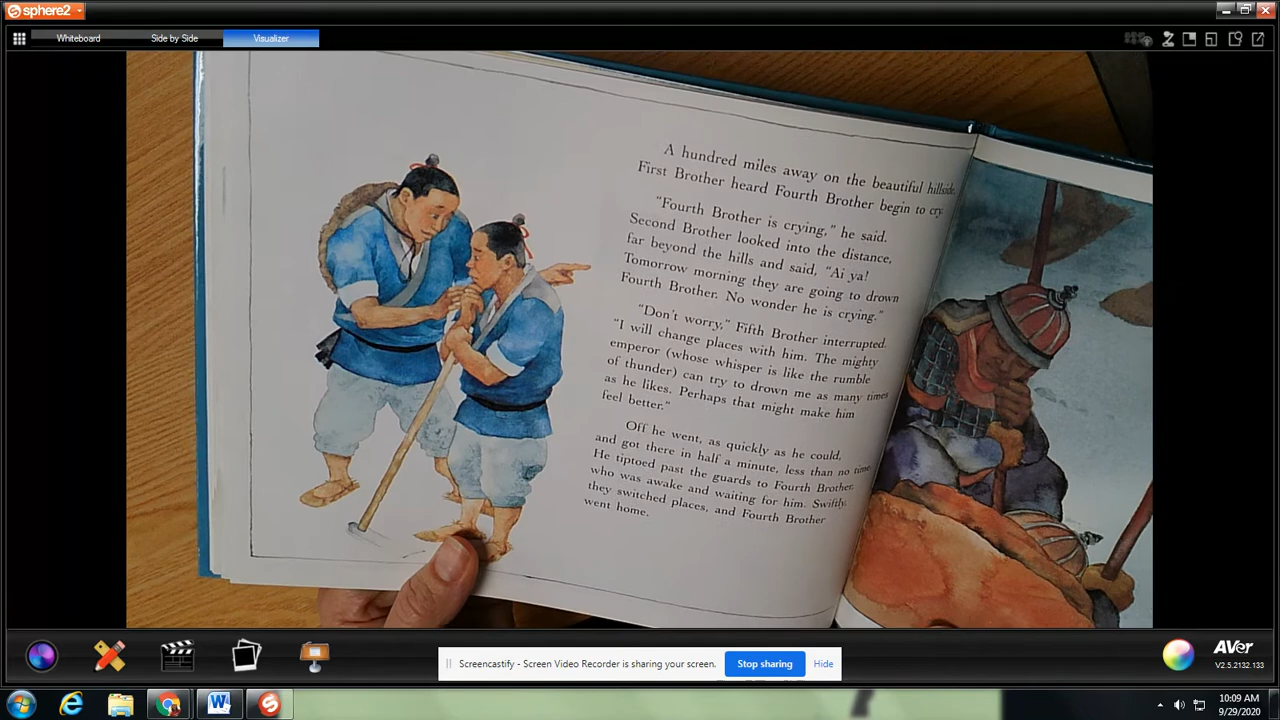 sphere2
Whiteboard
Side by Side
Visualizer
A hundred miles away on the beautiful hillside,
First Brother heard Fourth Brother begin to cry.
"Fourth Brother is crying," he said.
Second Brother looked into the distance,
far beyond the hills and said, "Ai ya!
Tomorrow morning they are going to drown
Fourth Brother. No wonder he is crying."
"Don't worry," Fifth Brother interrupted.
"I will change places with him. The mighty
emperor (whose whisper is like the rumble
of thunder) can try to drown me as many times
as he likes. Perhaps that might make him
feel better."
Off he went, as quickly as he could,
and got there in half a minute, less than no time.
He tiptoed past the guards to Fourth Brother,
who was awake and waiting for him. Swiftly,
they switched places, and Fourth Brother
went home.
Screencastify - Screen Video Recorder is sharing your screen.
Stop sharing
Hide
AVer
V2.5.2132.133
10:09 AM
9/29/2020